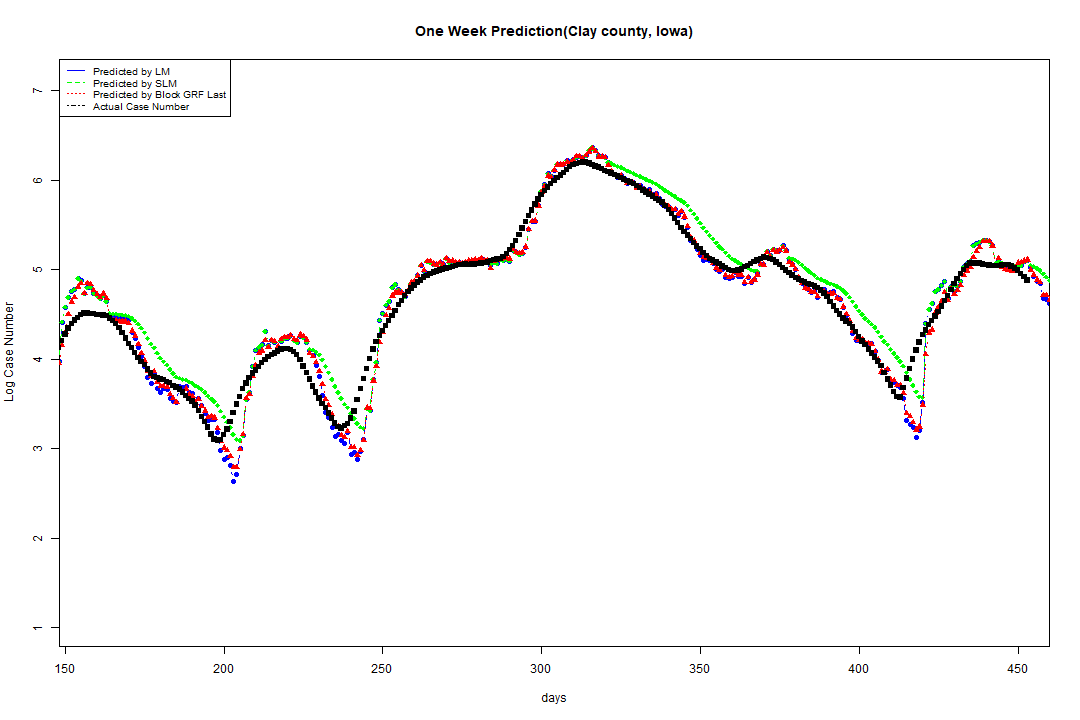 One Week Prediction(Clay county, Iowa)
Predicted by LM
Predicted by SLM
Predicted by Block GRF Last
Actual Case Number
7
6
5
4
3
2
1
Log Case Number
150 200 250 300 350 400 450
days